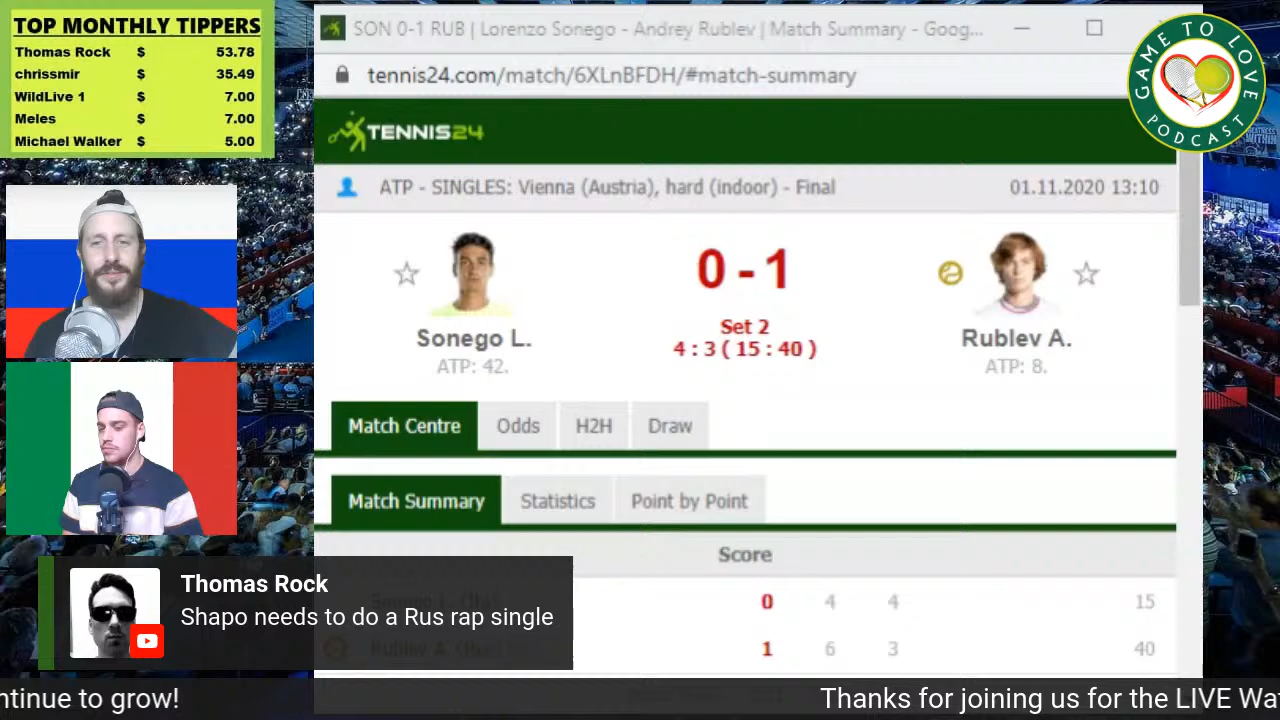 TOP MONTHLY TIPPERS
Thomas Rock $ 53.78
chrissmir $ 35.49
WildLive 1 $ 7.00
Meles $ 7.00
Michael Walker $ 5.00
SON 0-1 RUB | Lorenzo Sonego - Andrey Rublev | Match Summary - Goog...
tennis24.com/match/6XLnBFDH/#match-summary
GAME TO LOVE
PODCAST
TENNIS24
ATP - SINGLES: Vienna (Austria), hard (indoor) - Final 01.11.2020 13:10
0 - 1
Set 2
4 : 3 ( 15 : 40 )
Sonego L.
ATP: 42.
Rublev A.
ATP: 8.
Match Centre Odds H2H Draw
Match Summary Statistics Point by Point
Score
0 4 4 15
Rublev A. 1 6 3 40
Thomas Rock
Shapo needs to do a Rus rap single
ntinue to grow! Thanks for joining us for the LIVE Wa